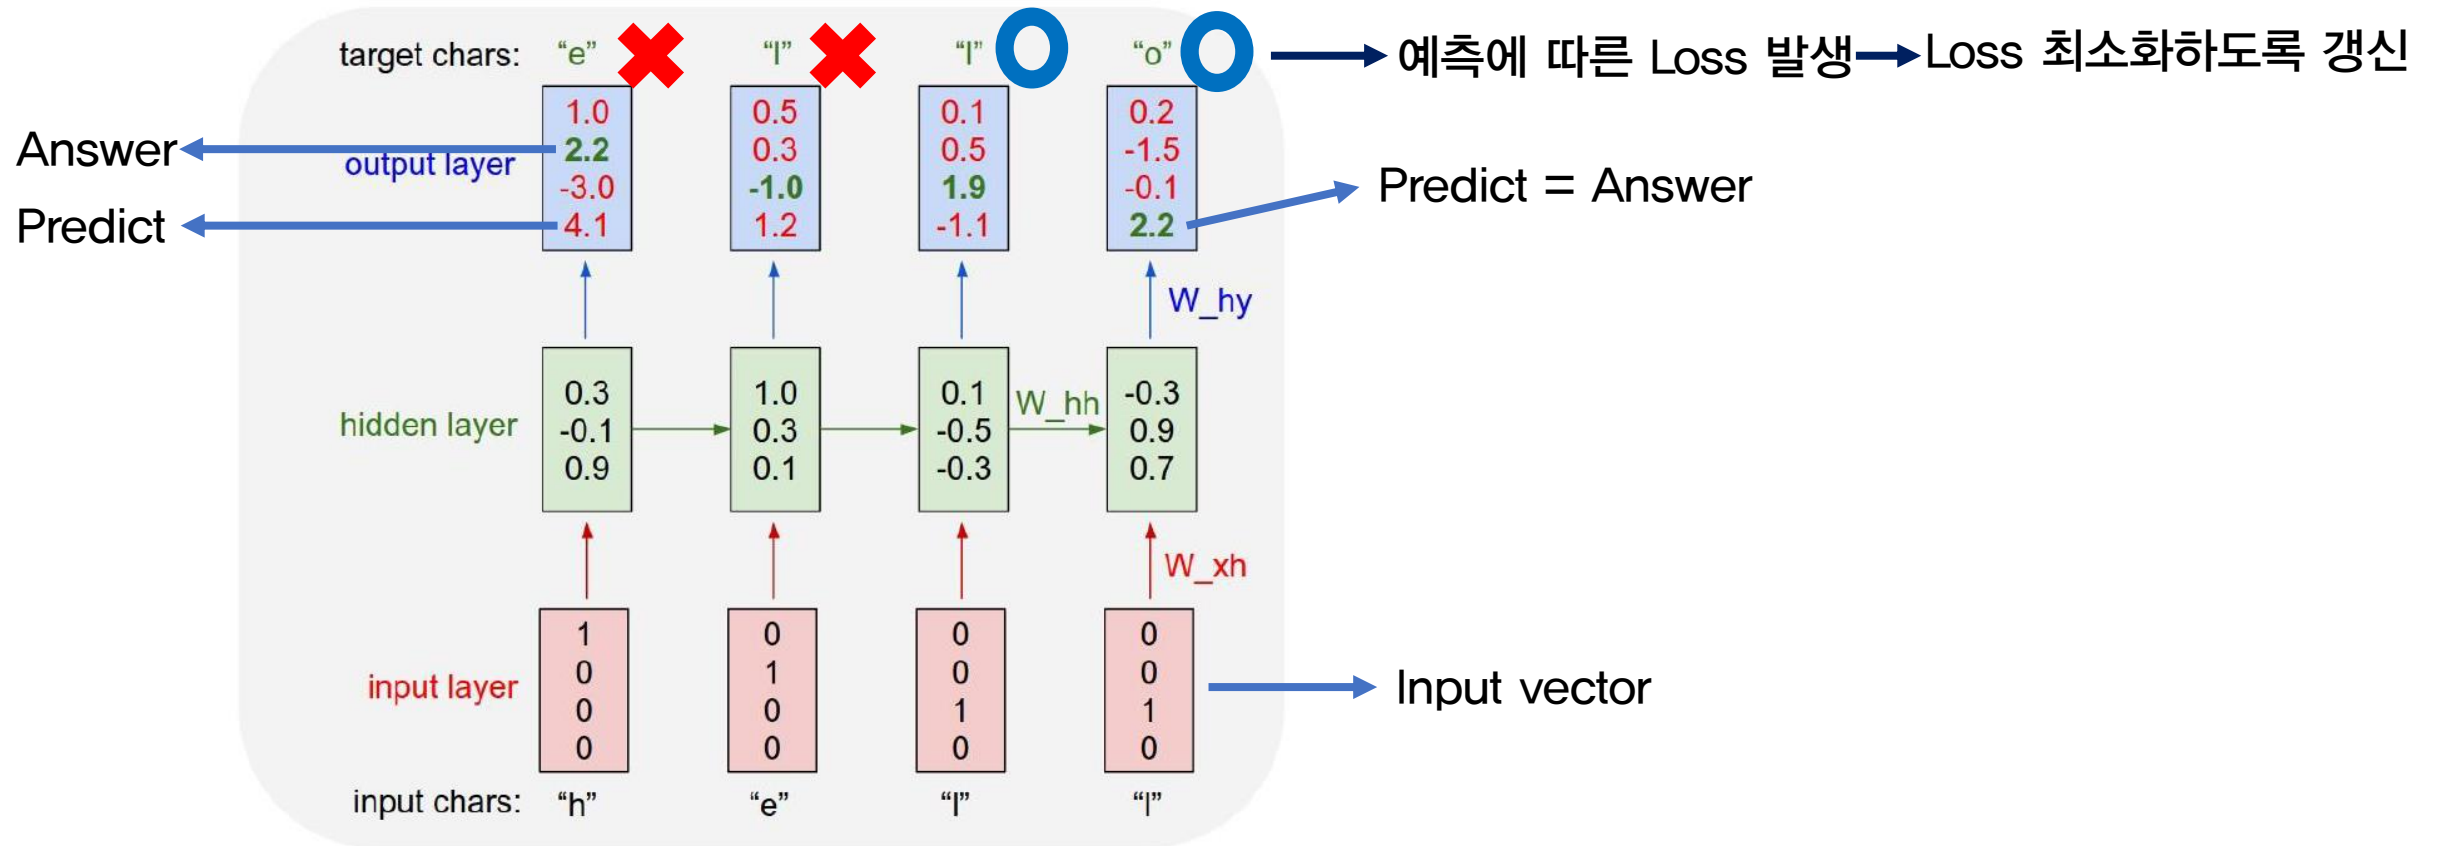 target chars: “e” “l” “l” “o” 예측에 따른 Loss 발생 Loss 최소화하도록 갱신
1.0 0.5 0.1 0.2
Answer 2.2 0.3 0.5 -1.5
output layer
-3.0 -1.0 1.9 -0.1 Predict = Answer
Predict 4.1 1.2 -1.1 2.2
W_hy
0.3 1.0 0.1 W_hh -0.3
hidden layer -0.1 0.3 -0.5 0.9
0.9 0.1 -0.3 0.7
W_xh
1 0 0 0
0 1 0 0
input layer Input vector
0 0 1 1
0 0 0 0
input chars: “h” “e” “l” “l”